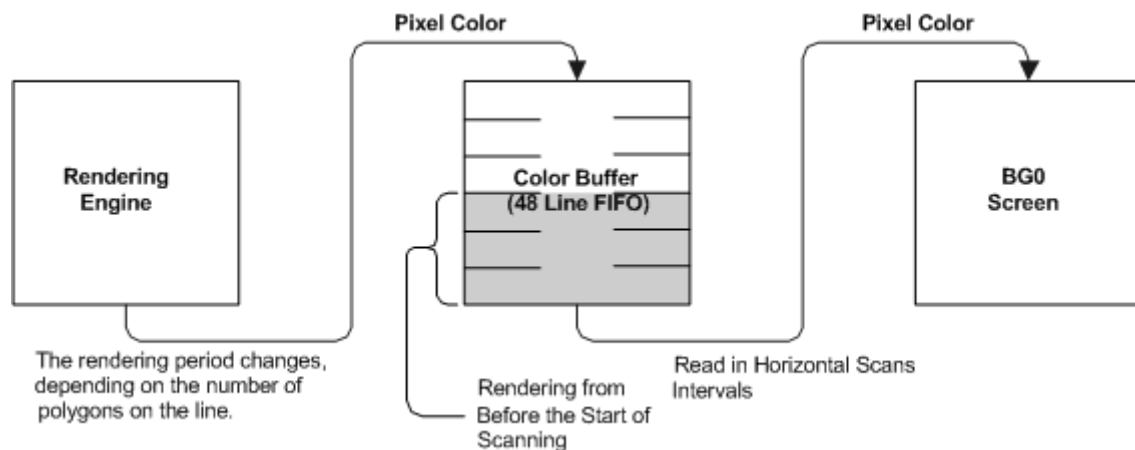 Pixel Color
Pixel Color
Rendering
Engine
Color Buffer
(48 Line FIFO)
BG0
Screen
The rendering period changes,
depending on the number of
polygons on the line.
Rendering from
Before the Start of
Scanning
Read in Horizontal Scans
Intervals